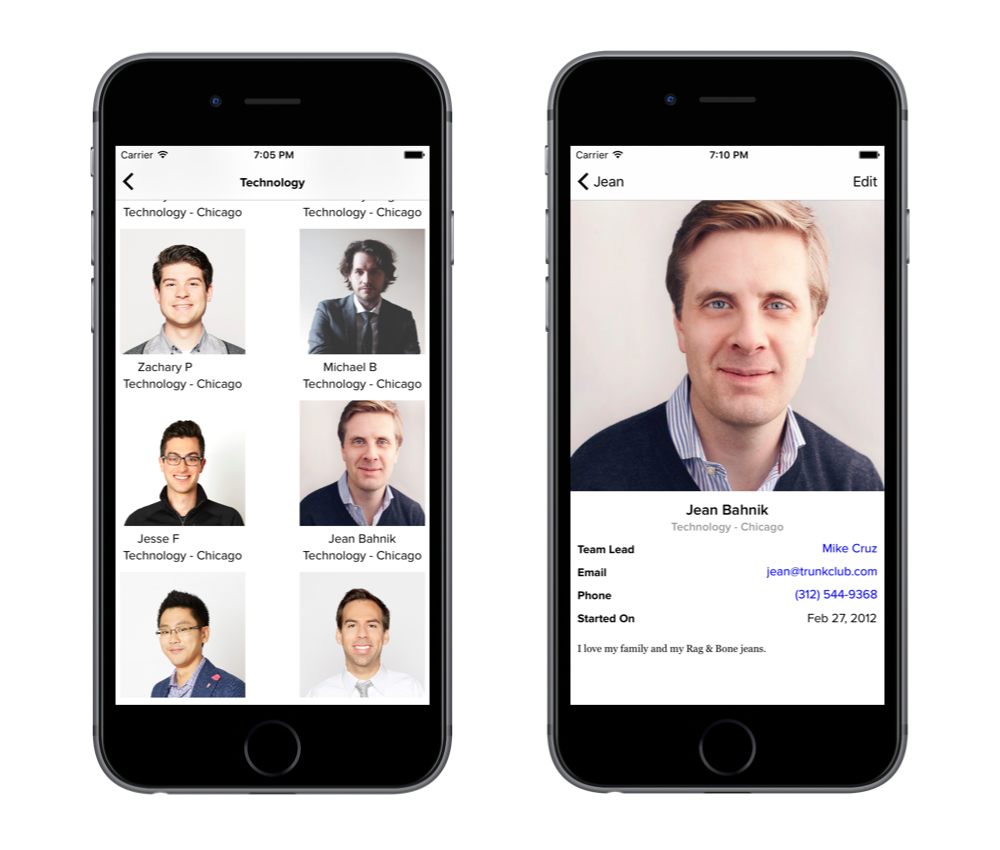 Carrier 7:05 PM
Technology
Technology - Chicago Technology - Chicago
Zachary P Michael B
Technology - Chicago Technology - Chicago
Jesse F Jean Bahnik
Technology - Chicago Technology - Chicago
Carrier 7:10 PM
Jean Edit
Jean Bahnik
Technology - Chicago
Team Lead Mike Cruz
Email jean@trunkclub.com
Phone (312) 544-9368
Started On Feb 27, 2012
I love my family and my Rag & Bone jeans.